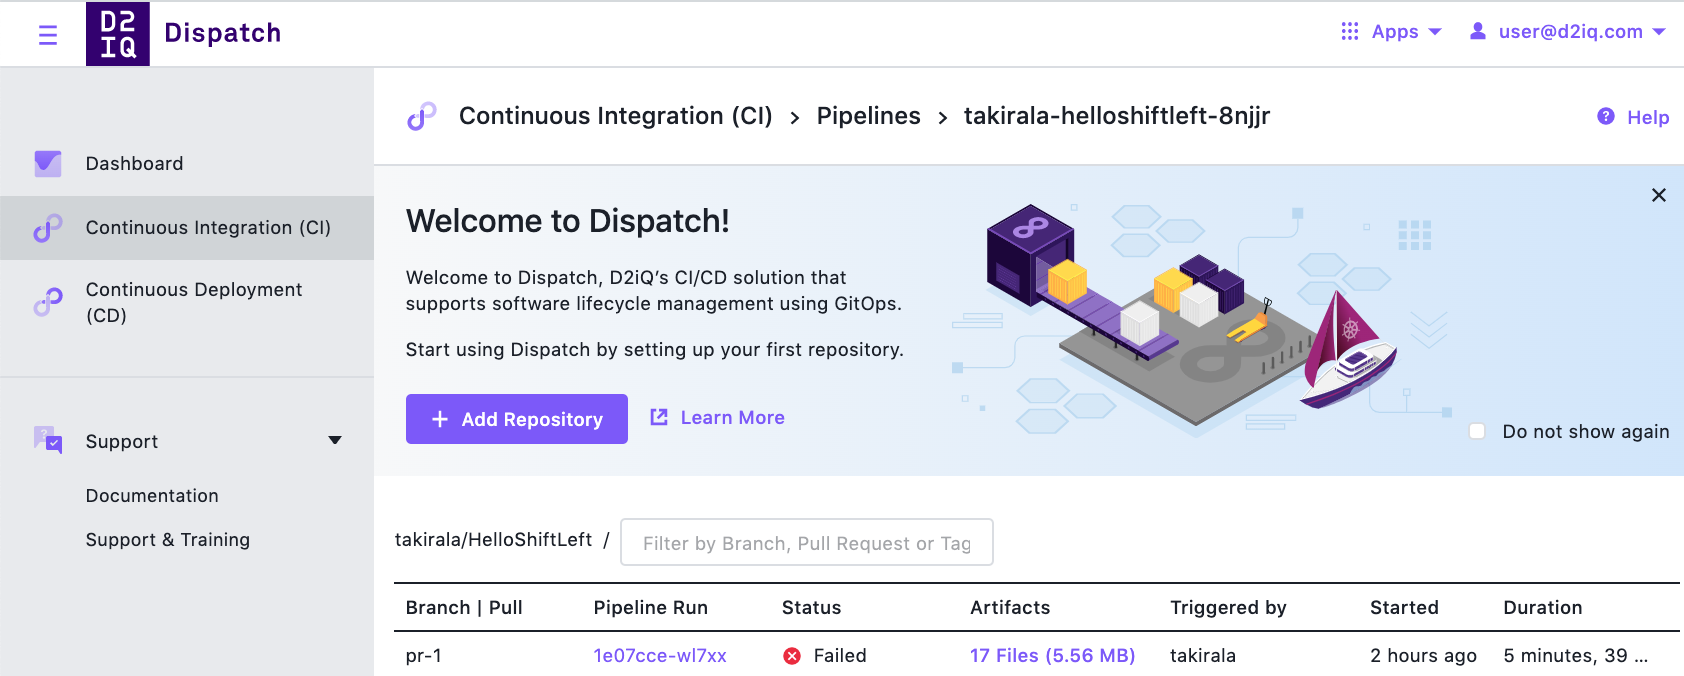 D2
IQ
Dispatch
Apps
user@d2iq.com
Continuous Integration (CI) > Pipelines > takirala-helloshiftleft-8njjr
Help
Dashboard
Continuous Integration (CI)
Continuous Deployment
(CD)
Support
Documentation
Support & Training
Welcome to Dispatch!
Welcome to Dispatch, D2iQ’s CI/CD solution that
supports software lifecycle management using GitOps.
Start using Dispatch by setting up your first repository.
+ Add Repository
Learn More
Do not show again
takirala/HelloShiftLeft /
Filter by Branch, Pull Request or Tag
Branch | Pull Pipeline Run Status Artifacts Triggered by Started Duration
pr-1 1e07cce-wl7xx Failed 17 Files (5.56 MB) takirala 2 hours ago 5 minutes, 39 ...